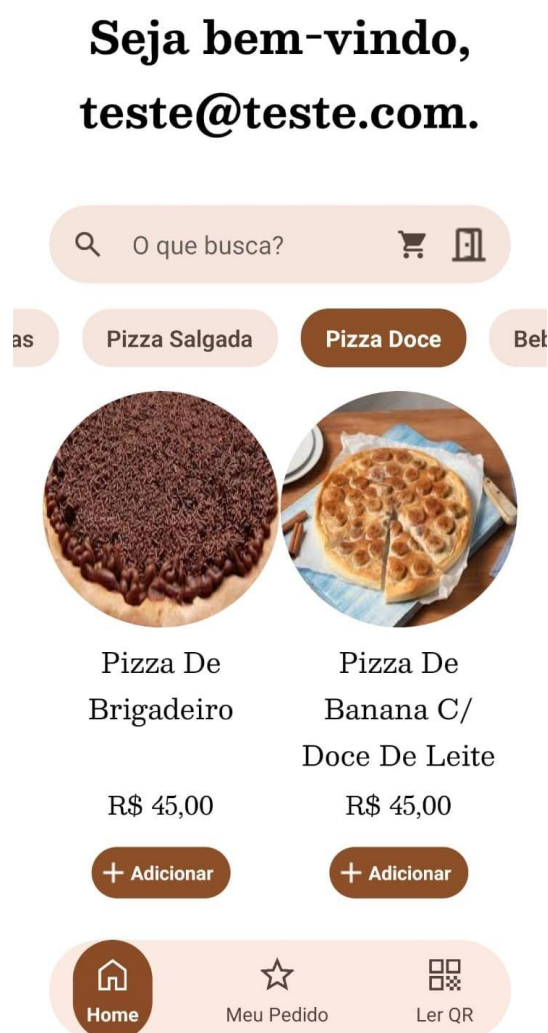 Seja bem-vindo,
teste@teste.com.
O que busca?
as
Pizza Salgada
Pizza Doce
Beb
Pizza De
Brigadeiro
R$ 45,00
+ Adicionar
Pizza De
Banana C/
Doce De Leite
R$ 45,00
+ Adicionar
Home
Meu Pedido
Ler QR